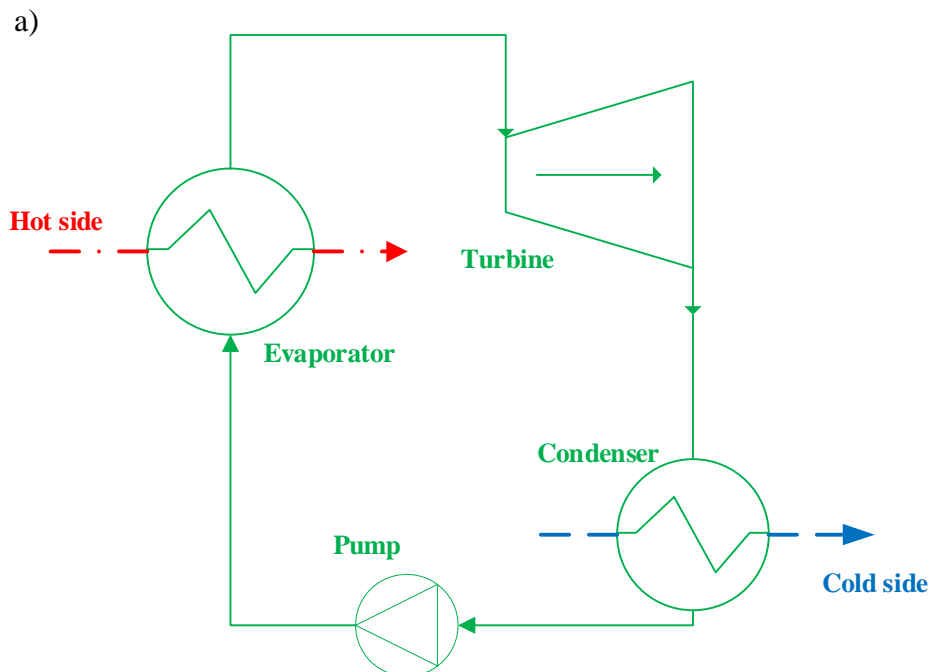 a)
Hot side
Turbine
Evaporator
Condenser
Pump
Cold side